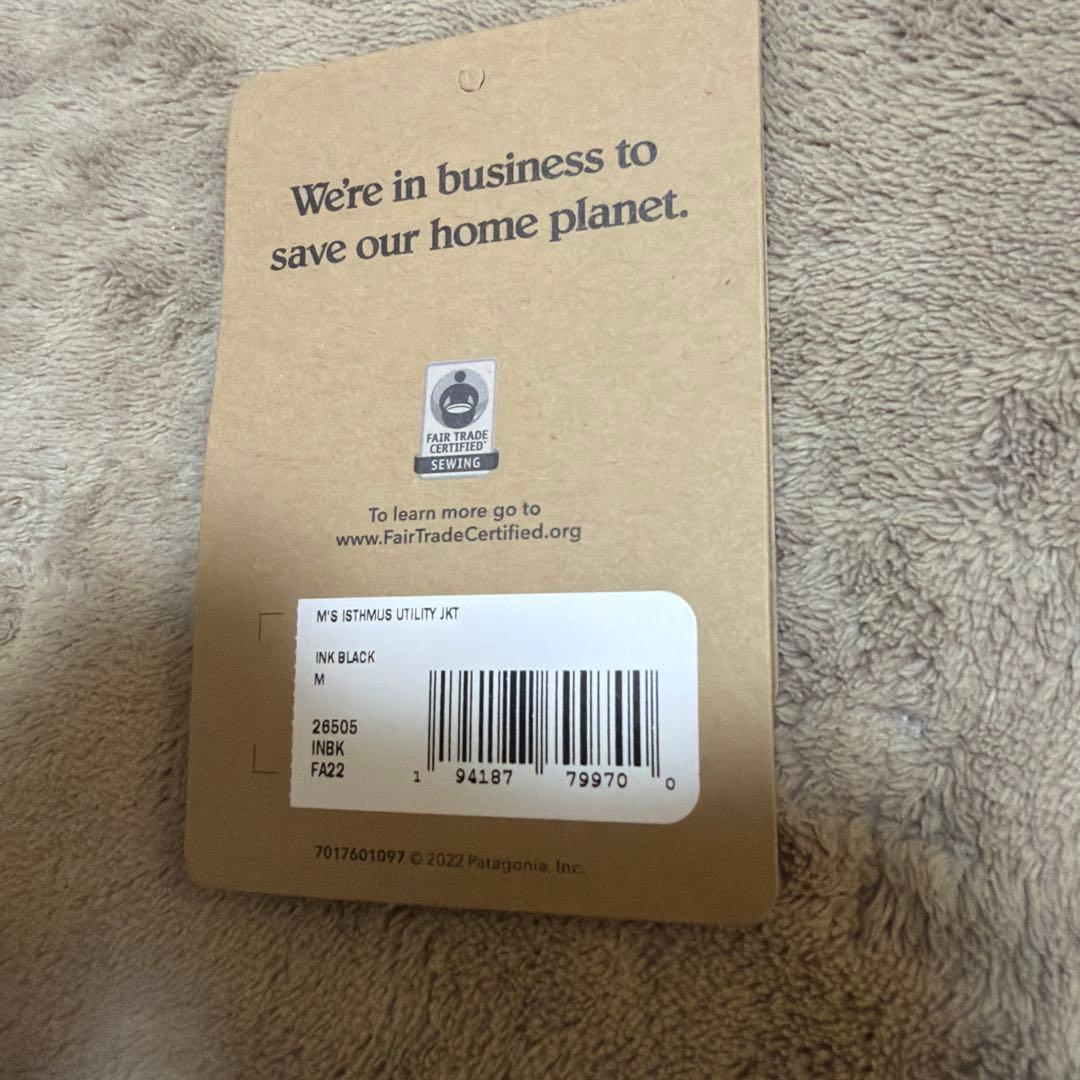 We're in business to
save our home planet.
FAIR TRADE
CERTIFIED™
SEWING
To learn more go to
www.FairTradeCertified.org
M'S ISTHMUS UTILITY JKT
INK BLACK
M
26505
INBK
FA22
1 94187 79970 0
7017601097 © 2022 Patagonia, Inc.